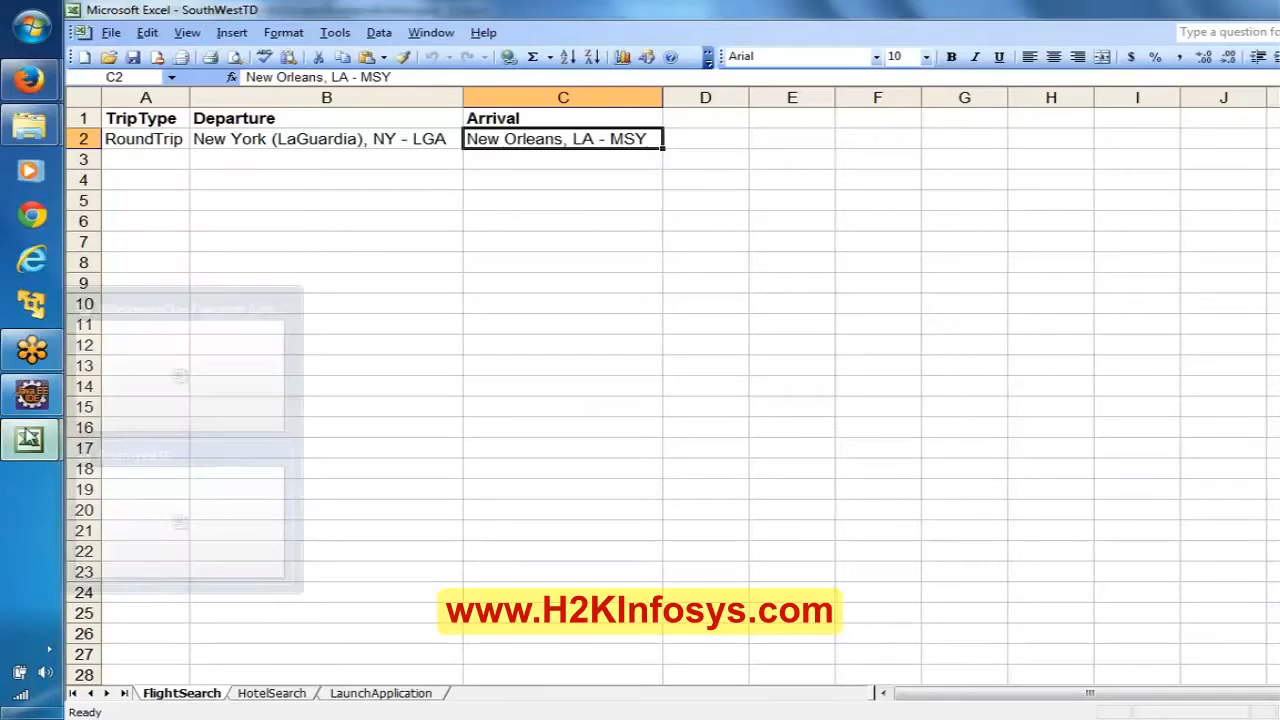 Microsoft Excel - SouthWestTD
File Edit View Insert Format Tools Data Window Help
Type a question fo
Arial 10 B I U $ %
C2 fx New Orleans, LA - MSY
A B C D E F G H I J
1 TripType Departure Arrival
2 RoundTrip New York (LaGuardia), NY - LGA New Orleans, LA - MSY
3
4
5
6
7
8
9
10
11
12
13
14
15
16
17
18
19
20
21
22
23
24
www.H2KInfosys.com
25
26
27
28
FlightSearch HotelSearch LaunchApplication
Ready